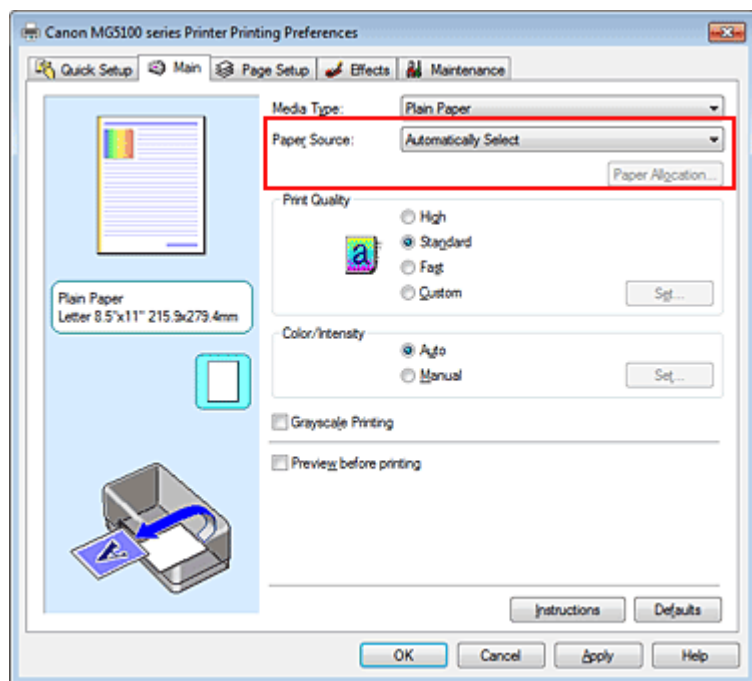 Canon MG5100 series Printer Printing Preferences
Quick Setup Main Page Setup Effects Maintenance
Media Type: Plain Paper
Paper Source: Automatically Select
Paper Allocation...
Print Quality
High
a Standard
Fast
Custom Set...
Plain Paper
Letter 8.5"x11" 215.9x279.4mm
Color/Intensity
Auto
Manual Set...
Grayscale Printing
Preview before printing
A
Instructions Defaults
OK Cancel Apply Help